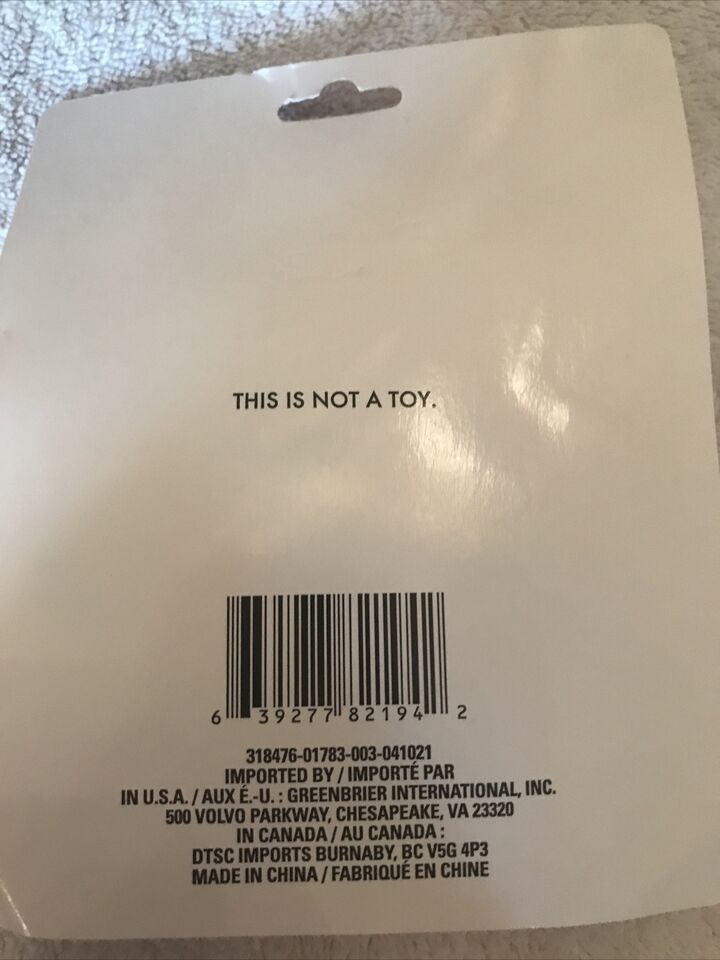 THIS IS NOT A TOY.
6 39277 82194 2
318476-01783-003-041021
IMPORTED BY / IMPORTÉ PAR
IN U.S.A. / AUX É.-U. : GREENBRIER INTERNATIONAL, INC.
500 VOLVO PARKWAY, CHESAPEAKE, VA 23320
IN CANADA / AU CANADA :
DTSC IMPORTS BURNABY, BC V5G 4P3
MADE IN CHINA / FABRIQUÉ EN CHINE